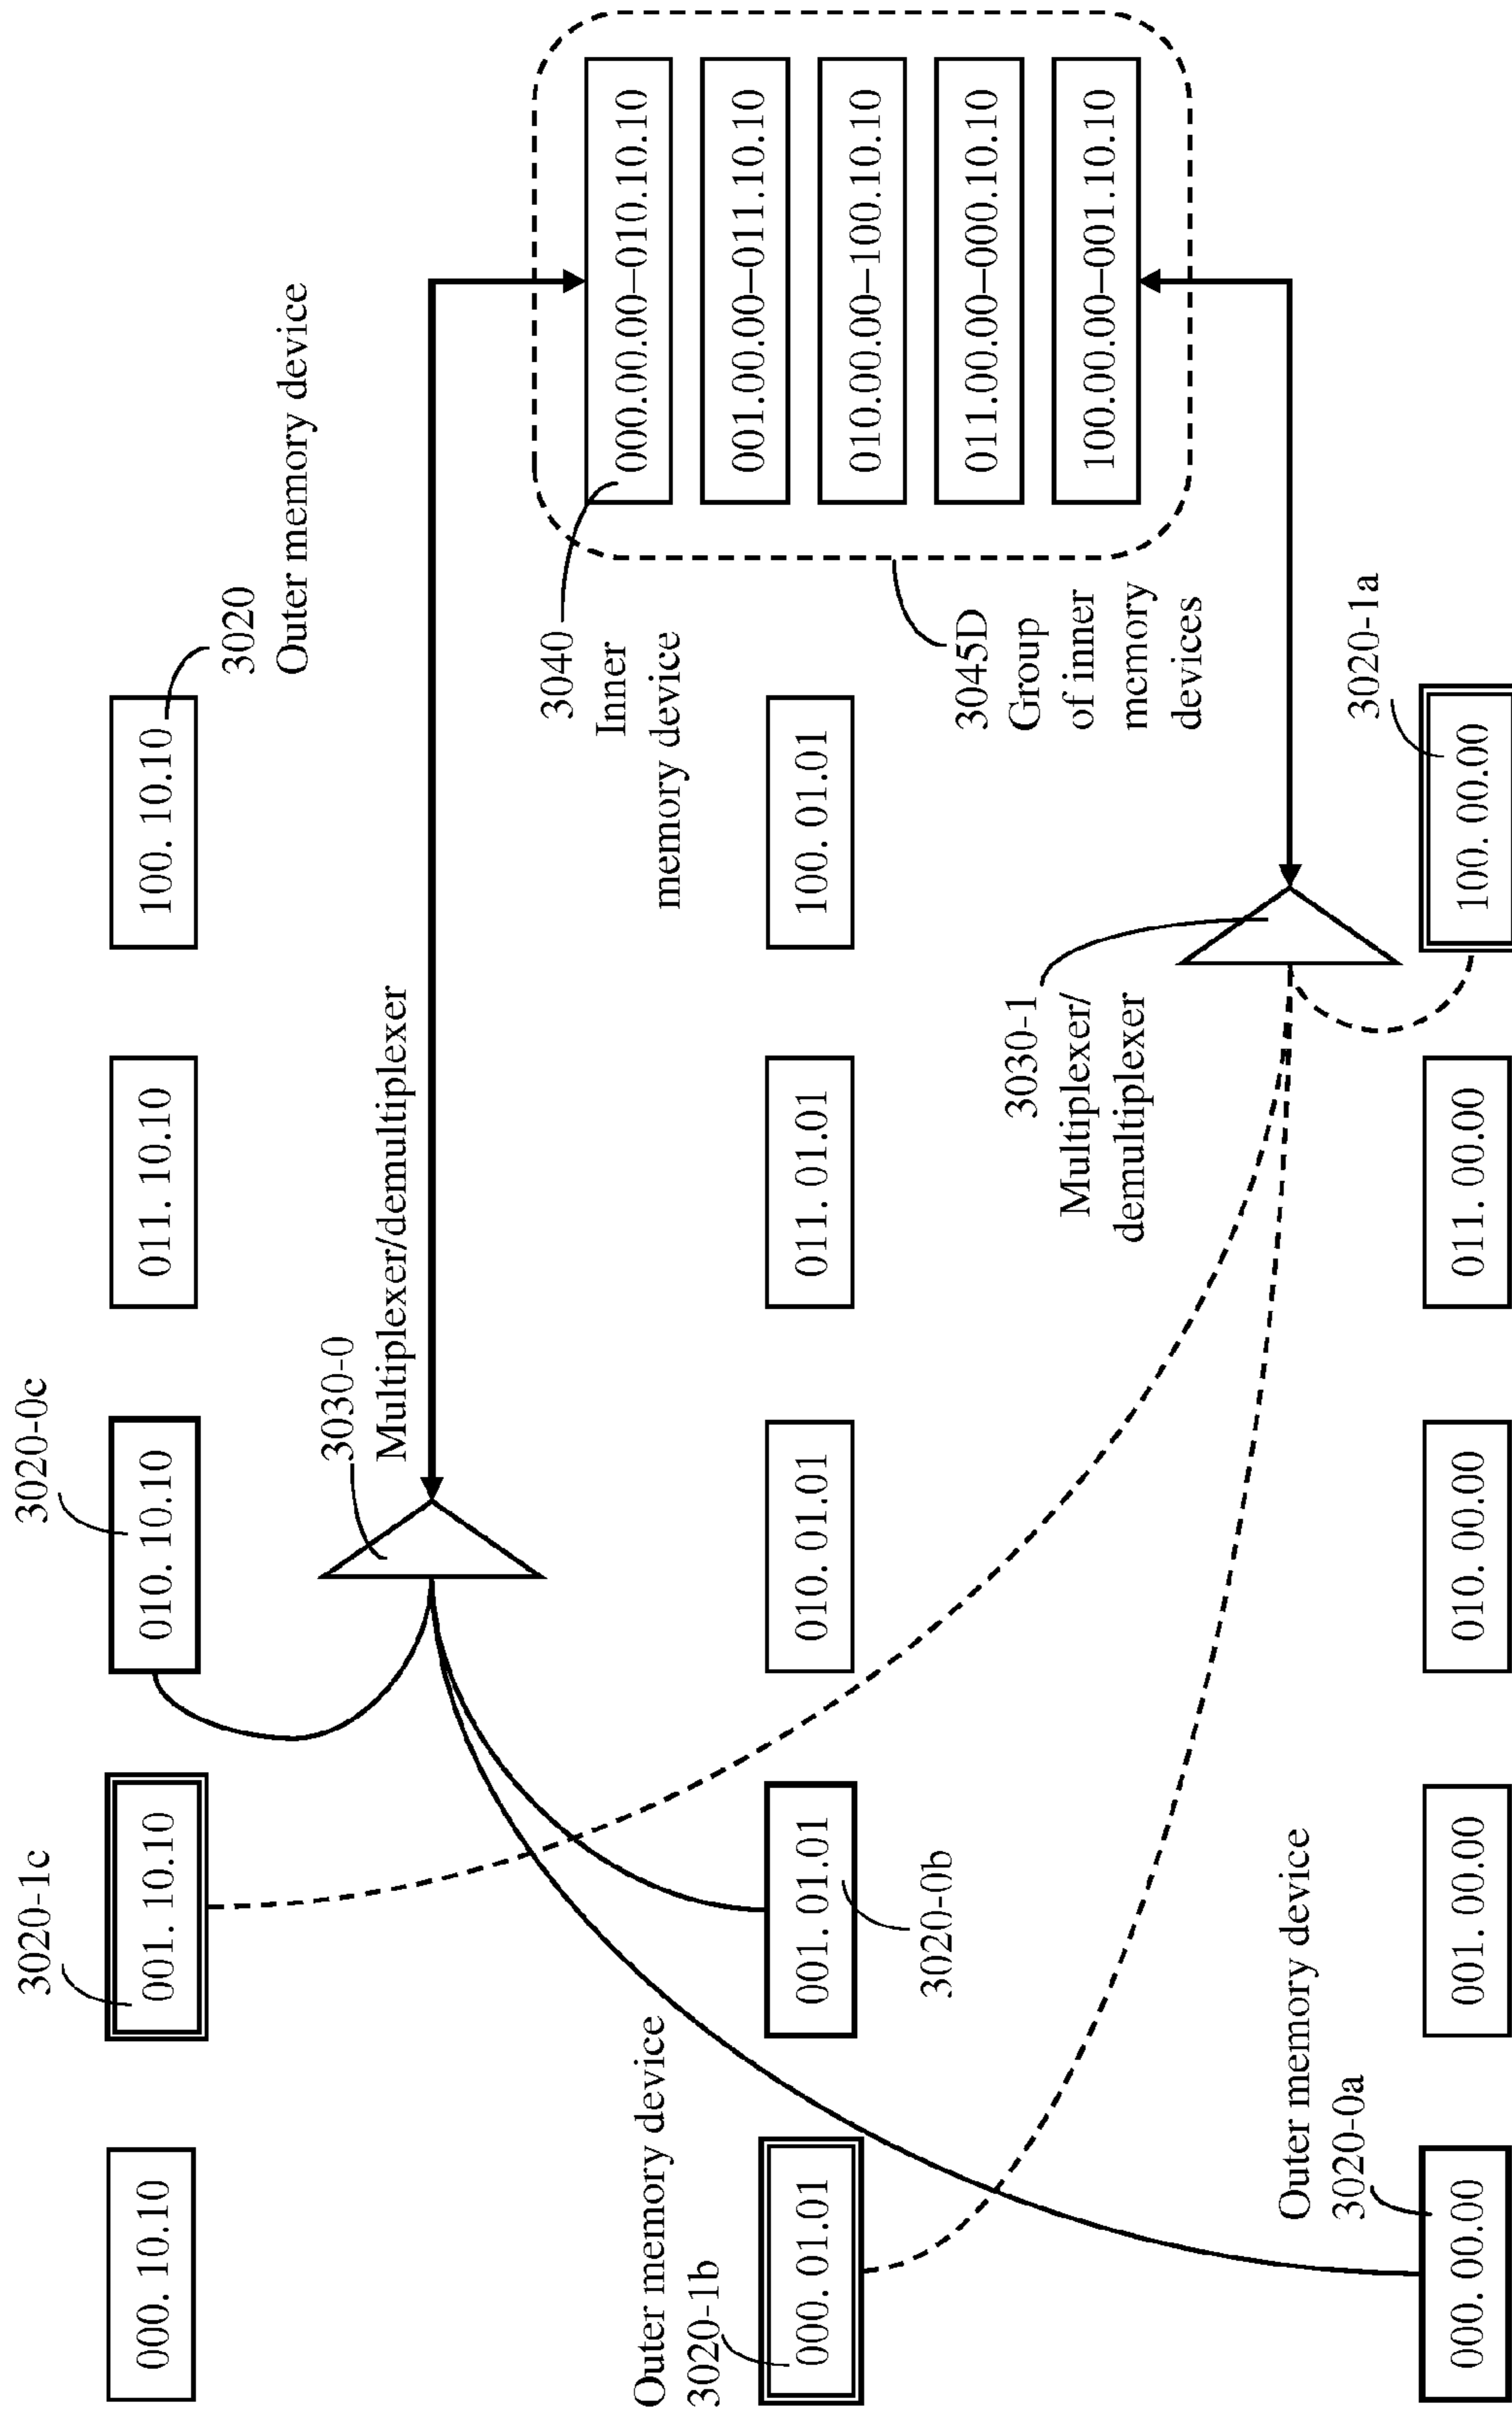 3020-1c
3020-0c
000. 10.10
001. 10.10
010. 10.10
011. 10.10
100. 10.10
3020
Outer memory device
3030-0
Multiplexer/demultiplexer
3040
Inner
memory device
000.00.00–010.10.10
001.00.00–011.10.10
010.00.00–100.10.10
011.00.00–000.10.10
100.00.00–001.10.10
Outer memory device
3020-1b
000. 01.01
001. 01.01
010. 01.01
011. 01.01
100. 01.01
3020-0b
3045D
Group
of inner
memory
devices
3030-1
Multiplexer/
demultiplexer
Outer memory device
3020-0a
3020-1a
000. 00.00
001. 00.00
010. 00.00
011. 00.00
100. 00.00